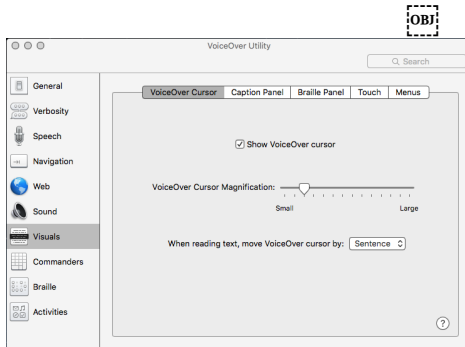 OBJ
VoiceOver Utility
Search
General
Verbosity
Speech
Navigation
Web
Sound
Visuals
Commanders
Braille
Activities
VoiceOver Cursor Caption Panel Braille Panel Touch Menus
Show VoiceOver cursor
VoiceOver Cursor Magnification:
Small Large
When reading text, move VoiceOver cursor by: Sentence
?